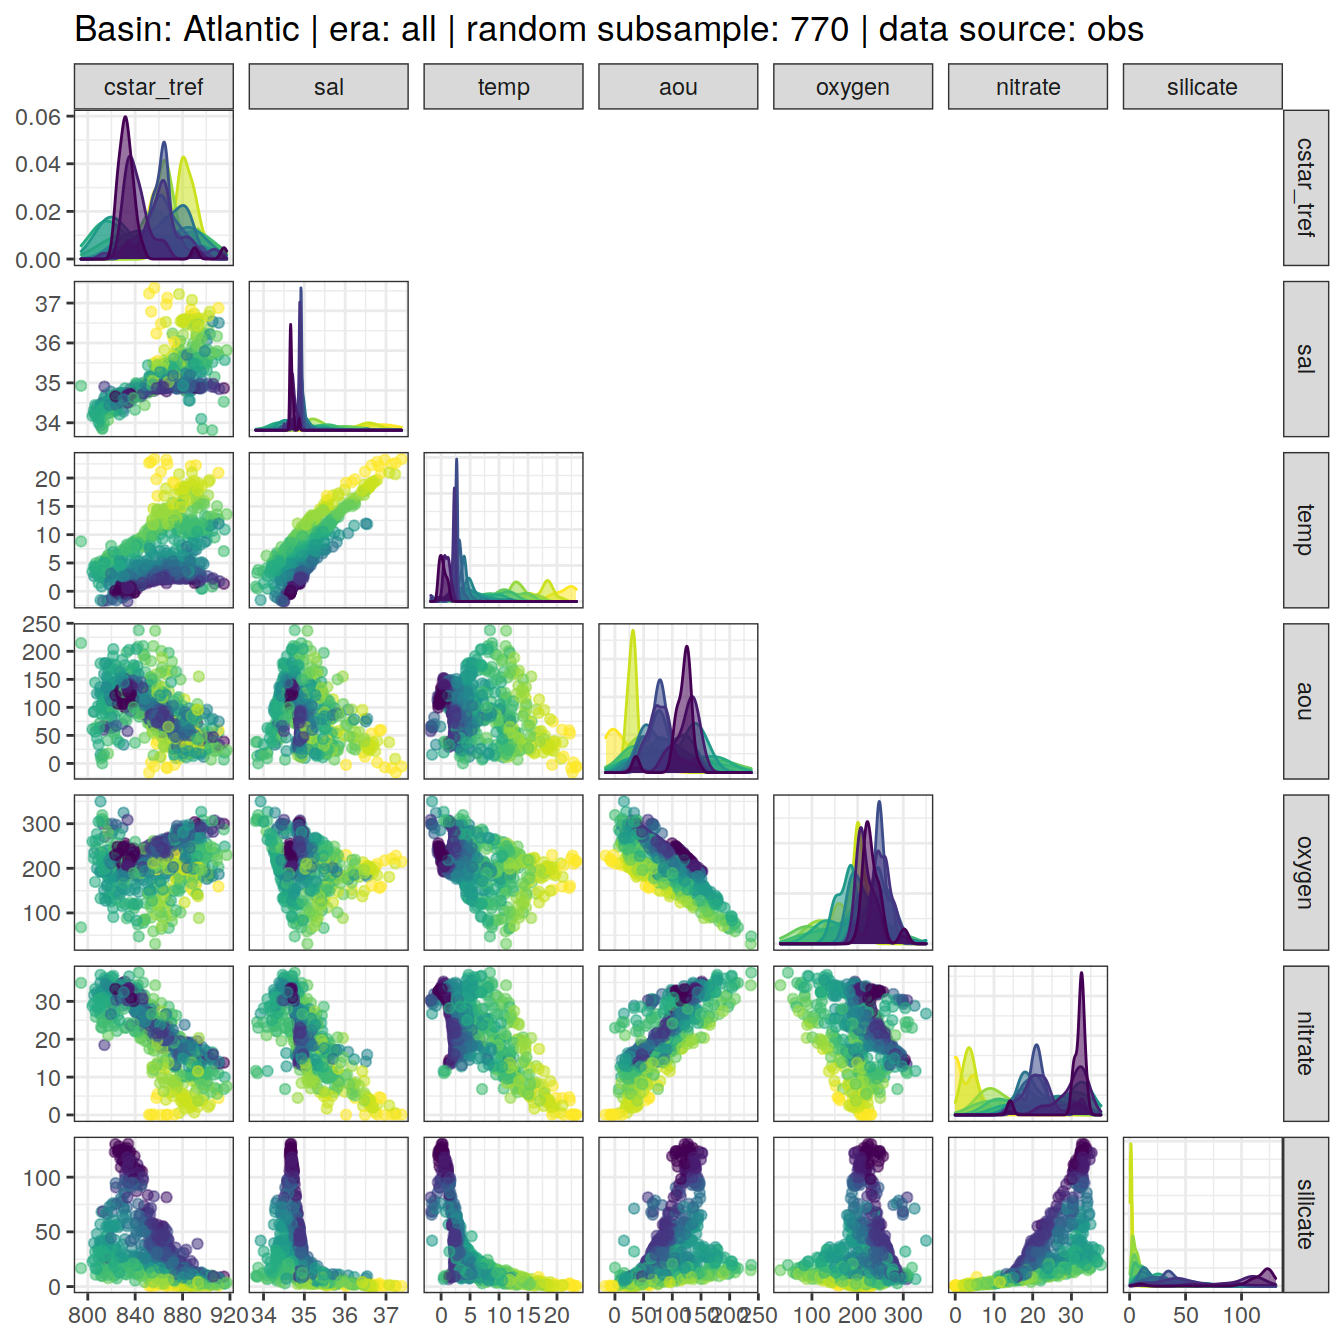 Basin: Atlantic | era: all | random subsample: 770 | data source: obs
cstar_tref sal temp aou oxygen nitrate silicate
0.06
0.04
0.02
0.00
cstar_tref
37
36
35
34
sal
20
15
10
5
0
temp
250
200
150
100
50
0
aou
300
200
100
oxygen
30
20
10
0
nitrate
100
50
0
silicate
800 840 880 920 34 35 36 37 0 5 10 15 20 0 50 100 150 200 250 100 200 300 0 10 20 30 0 50 100